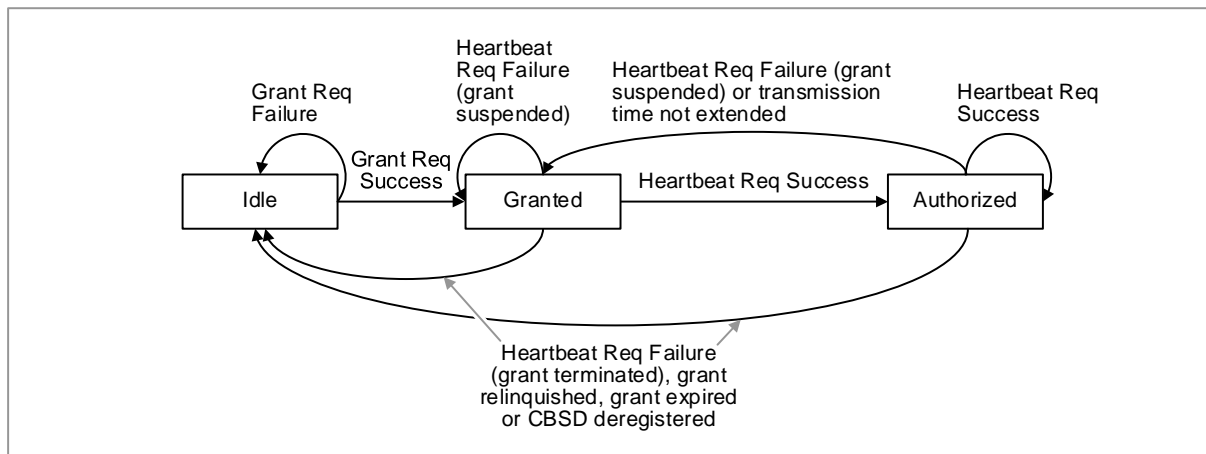 Heartbeat
Req Failure
(grant
suspended)
Heartbeat Req Failure (grant
suspended) or transmission
time not extended
Grant Req
Failure
Heartbeat Req
Success
Grant Req
Success
Heartbeat Req Success
Idle
Granted
Authorized
Heartbeat Req Failure
(grant terminated), grant
relinquished, grant expired
or CBSD deregistered